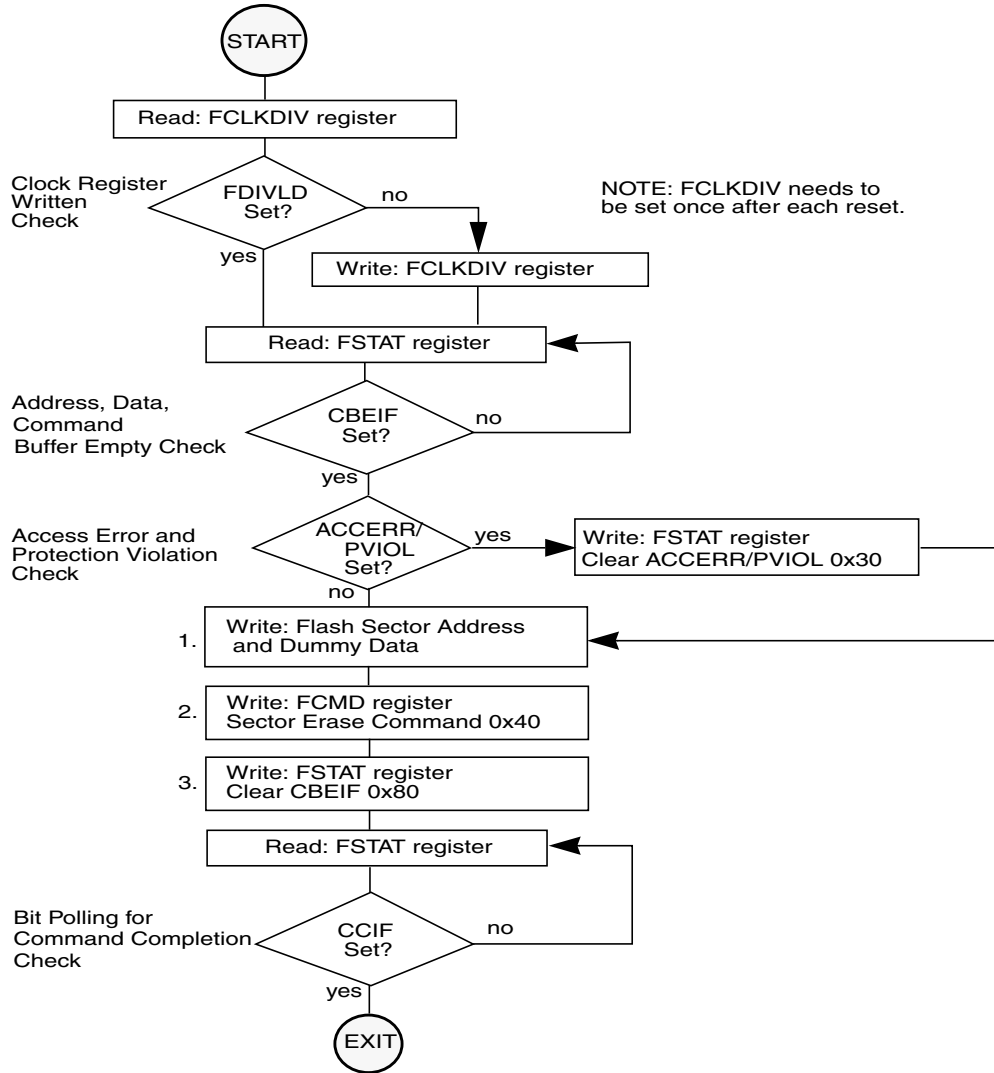 START
Read: FCLKDIV register
Clock Register
Written
Check
FDIVLD
Set?
no
yes
NOTE: FCLKDIV needs to
be set once after each reset.
Write: FCLKDIV register
Read: FSTAT register
Address, Data,
Command
Buffer Empty Check
CBEIF
Set?
no
yes
Access Error and
Protection Violation
Check
ACCERR/
PVIOL
Set?
yes
no
Write: FSTAT register
Clear ACCERR/PVIOL 0x30
1.
Write: Flash Sector Address
and Dummy Data
2.
Write: FCMD register
Sector Erase Command 0x40
3.
Write: FSTAT register
Clear CBEIF 0x80
Read: FSTAT register
Bit Polling for
Command Completion
Check
CCIF
Set?
no
yes
EXIT